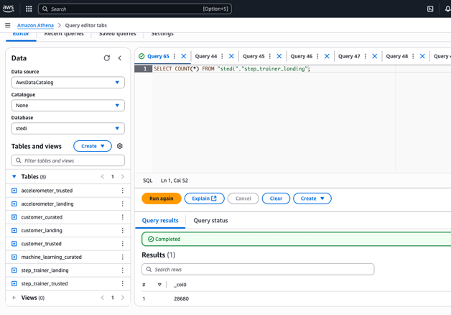 aws
Search
[Option+S]
Amazon Athena
Query editor tabs
Editor
Recent queries
Saved queries
Settings
Data
Data source
AwsDataCatalog
Catalogue
None
Database
stedi
Tables and views
Create
Filter tables and views
Tables (8)
1
accelerometer_trusted
accelerometer_landing
customer_curated
customer_landing
customer_trusted
machine_learning_curated
step_trainer_landing
step_trainer_trusted
Views (0)
1
Query 65
Query 44
Query 45
Query 46
Query 47
Query 48
1 SELECT COUNT(*) FROM "stedi"."step_trainer_landing";
SQL
Ln 1, Col 52
Run again
Explain
Cancel
Clear
Create
Query results
Query status
Completed
Results (1)
Search rows
#
_col0
1
28680